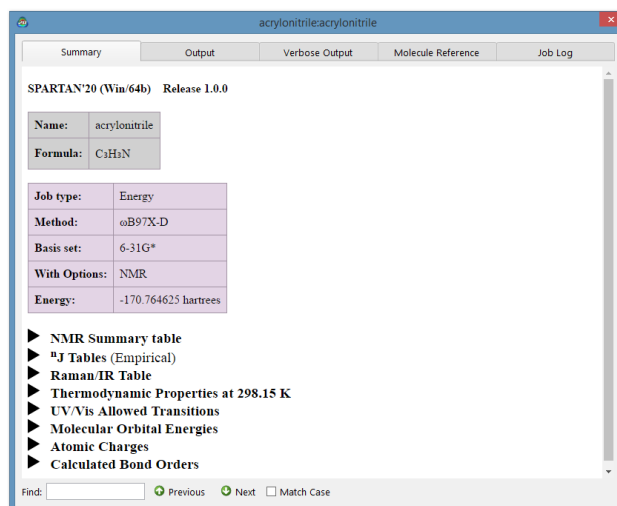 acrylonitrile:acrylonitrile
Summary Output Verbose Output Molecule Reference Job Log
SPARTAN'20 (Win/64b) Release 1.0.0
Name: acrylonitrile
Formula: C₃H₃N
Job type: Energy
Method: ωB97X-D
Basis set: 6-31G*
With Options: NMR
Energy: -170.764625 hartrees
NMR Summary table
ⁿJ Tables (Empirical)
Raman/IR Table
Thermodynamic Properties at 298.15 K
UV/Vis Allowed Transitions
Molecular Orbital Energies
Atomic Charges
Calculated Bond Orders
Find: Previous Next Match Case